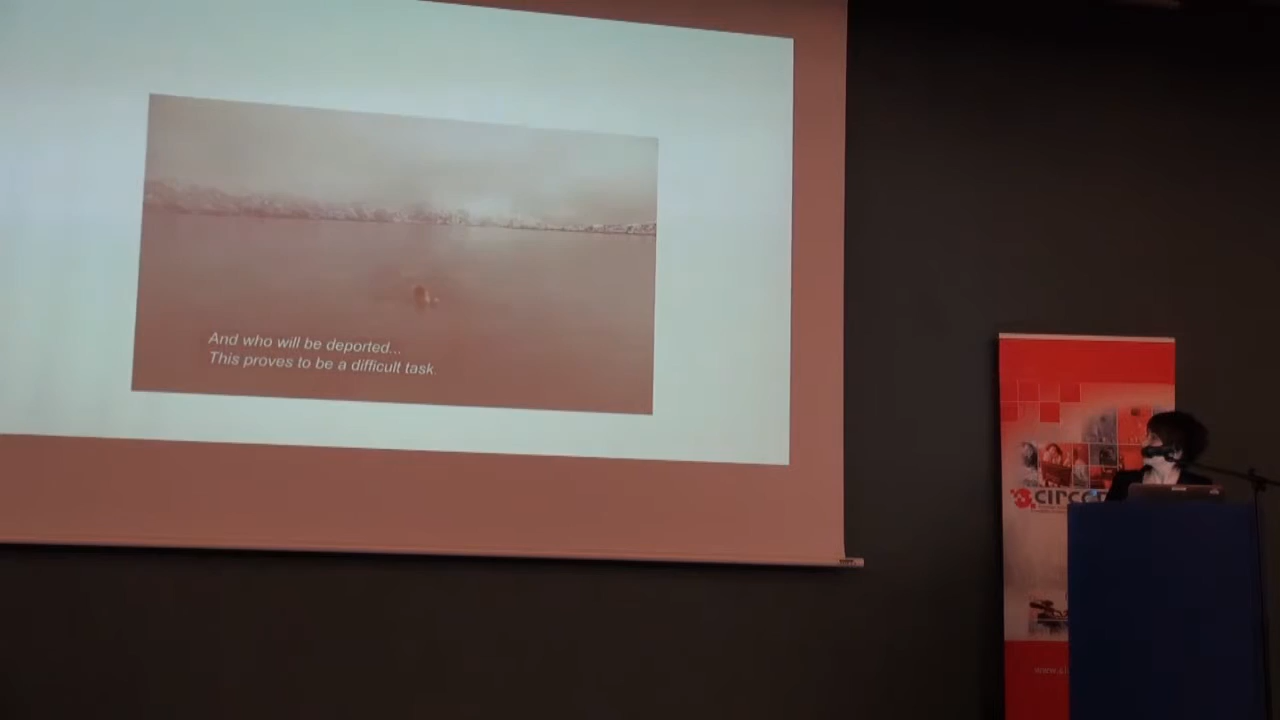 And who will be deported...
This proves to be a difficult task.